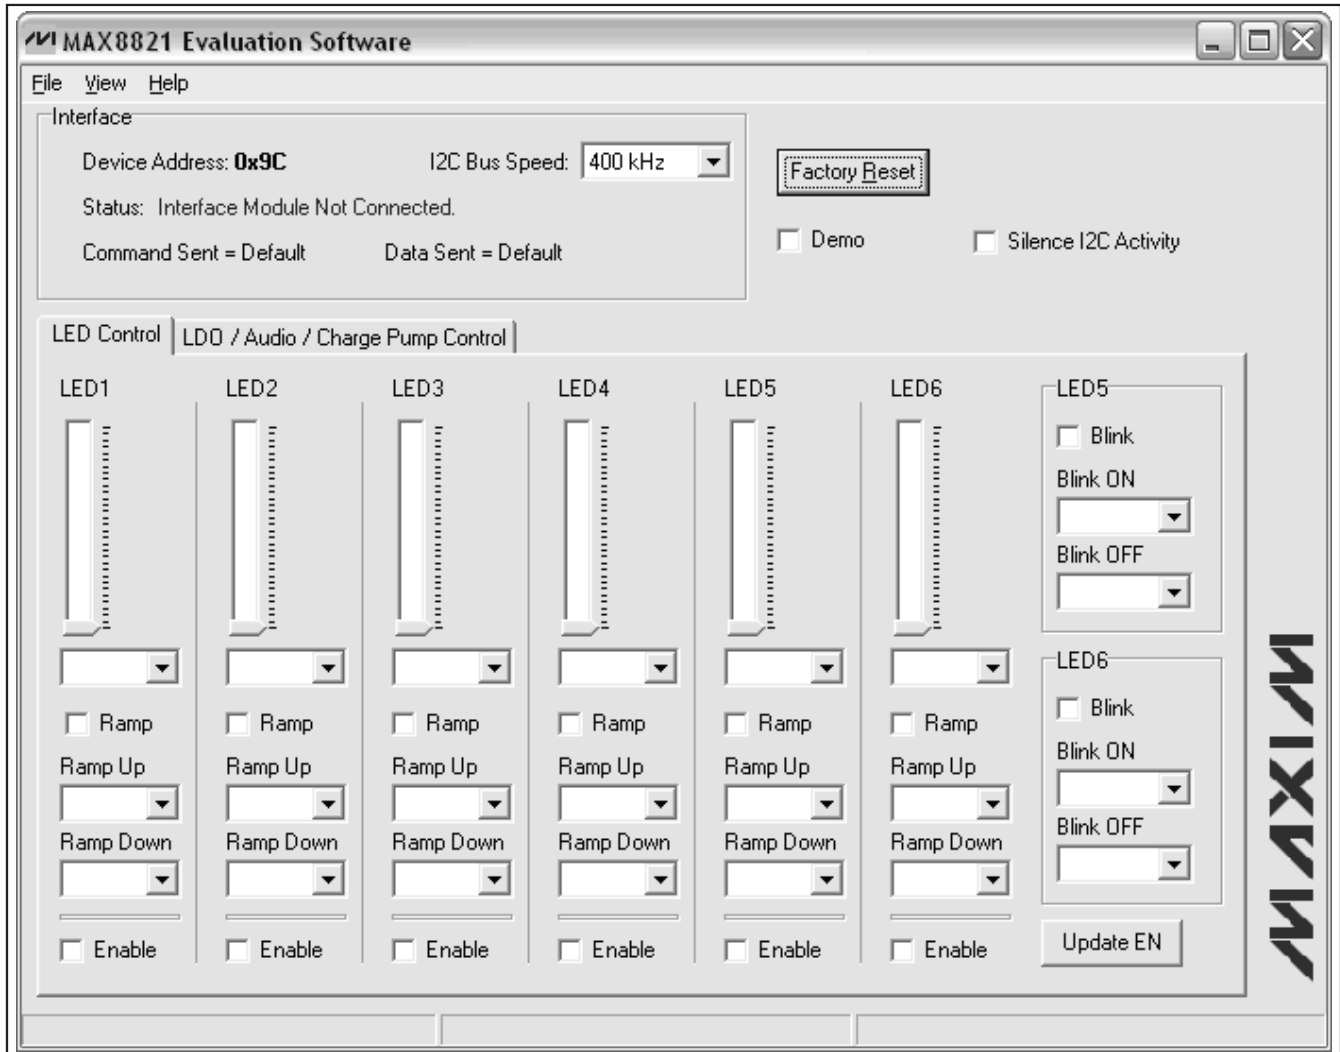 MAX8821 Evaluation Software
File View Help
Interface
Device Address: 0x9C I2C Bus Speed: 400 kHz
Status: Interface Module Not Connected.
Command Sent = Default Data Sent = Default
Factory Reset
Demo Silence I2C Activity
LED Control LDO / Audio / Charge Pump Control
LED1 LED2 LED3 LED4 LED5 LED6
Ramp Ramp Ramp Ramp Ramp Ramp
Ramp Up Ramp Up Ramp Up Ramp Up Ramp Up Ramp Up
Ramp Down Ramp Down Ramp Down Ramp Down Ramp Down Ramp Down
Enable Enable Enable Enable Enable Enable
LED5
Blink
Blink ON
Blink OFF
LED6
Blink
Blink ON
Blink OFF
Update EN
MAXIM